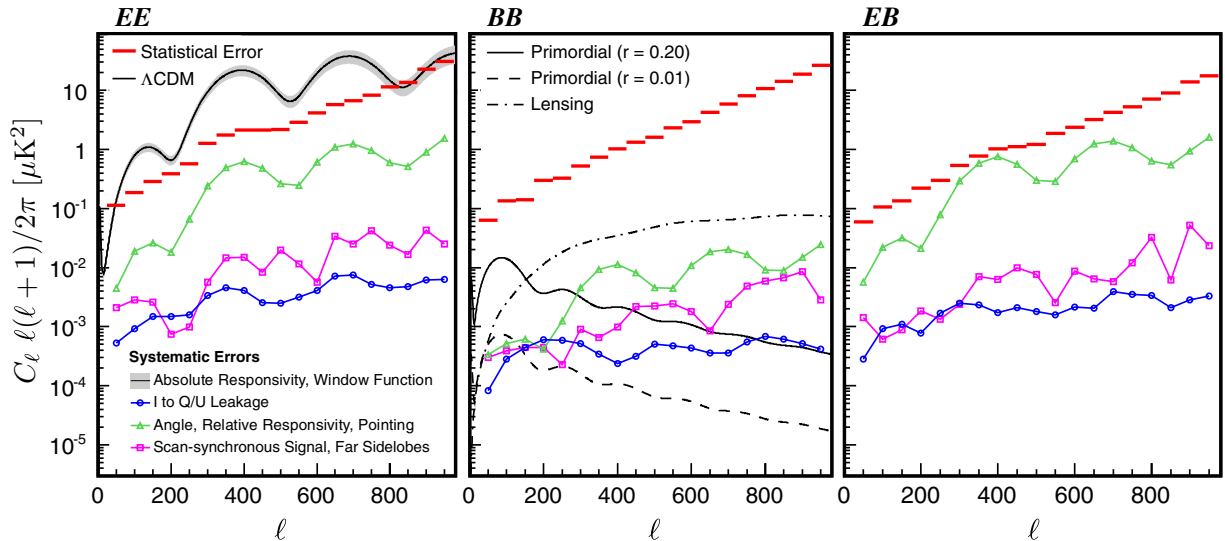 EE
BB
EB
C_ℓ ℓ(ℓ+1)/2π [μK²]
10
1
10⁻¹
10⁻²
10⁻³
10⁻⁴
10⁻⁵
Statistical Error
ΛCDM
Systematic Errors
Absolute Responsivity, Window Function
I to Q/U Leakage
Angle, Relative Responsivity, Pointing
Scan-synchronous Signal, Far Sidelobes
Primordial (r = 0.20)
Primordial (r = 0.01)
Lensing
0 200 400 600 800
0 200 400 600 800
0 200 400 600 800
ℓ
ℓ
ℓ